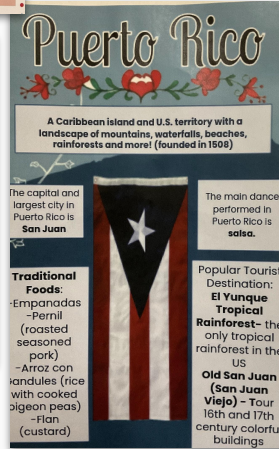 Puerto Rico
A Caribbean island and U.S. territory with a
landscape of mountains, waterfalls, beaches,
rainforests and more! (founded in 1508)
The capital and
largest city in
Puerto Rico is
San Juan
The main dance
performed in
Puerto Rico is
salsa.
Traditional
Foods:
-Empanadas
-Pernil
(roasted
seasoned
pork)
-Arroz con
Gandules (rice
with cooked
pigeon peas)
-Flan
(custard)
Popular Tourist
Destination:
El Yunque
Tropical
Rainforest- the
only tropical
rainforest in the
US
Old San Juan
(San Juan
Viejo) - Tour
16th and 17th
century colorful
buildings